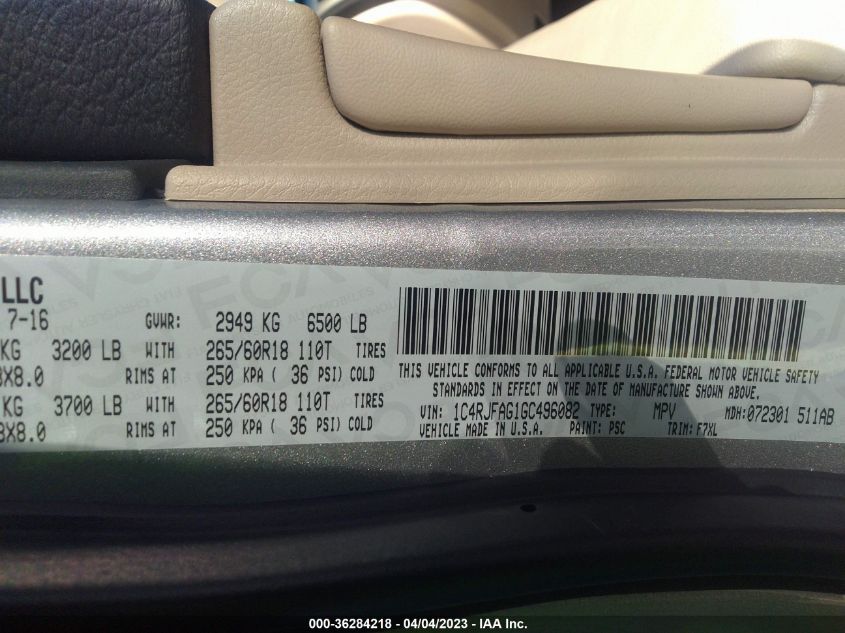 LLC
7-16 GVWR: 2949 KG 6500 LB
KG 3200 LB WITH 265/60R18 110T TIRES
8X8.0 RIMS AT 250 KPA ( 36 PSI) COLD
KG 3700 LB WITH 265/60R18 110T TIRES
8X8.0 RIMS AT 250 KPA ( 36 PSI) COLD
THIS VEHICLE CONFORMS TO ALL APPLICABLE U.S.A. FEDERAL MOTOR VEHICLE SAFETY
STANDARDS IN EFFECT ON THE DATE OF MANUFACTURE SHOWN ABOVE.
VIN: 1C4RJFAG1GC496082 TYPE: MPV MDH:072301 511AB
VEHICLE MADE IN U.S.A. PAINT: PSC TRIM: F7XL
000-36284218 - 04/04/2023 - IAA Inc.